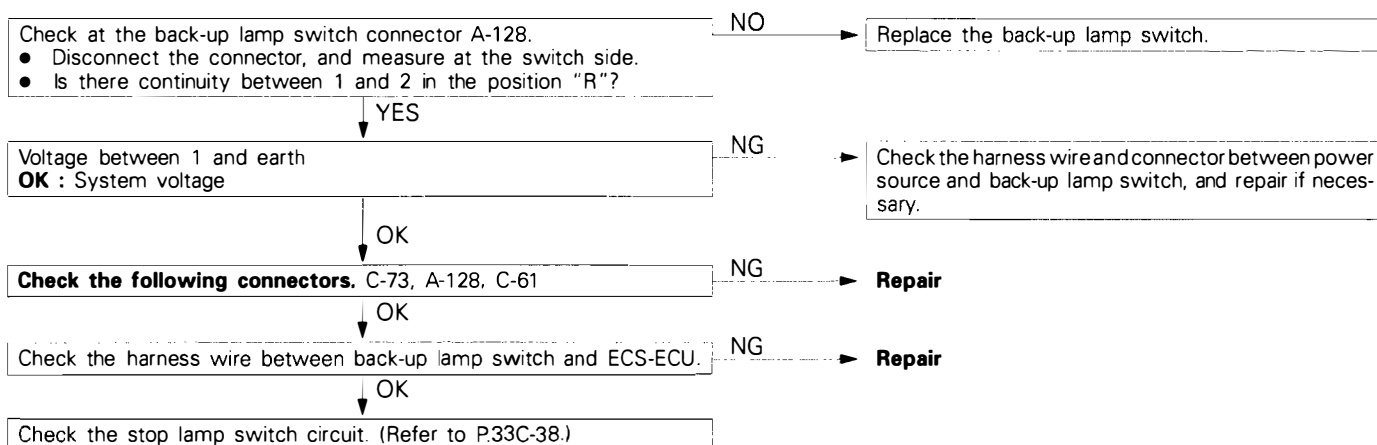 Check at the back-up lamp switch connector A-128.
● Disconnect the connector, and measure at the switch side.
● Is there continuity between 1 and 2 in the position "R"?
NO
Replace the back-up lamp switch.
YES
Voltage between 1 and earth
OK : System voltage
NG
Check the harness wire and connector between power
source and back-up lamp switch, and repair if neces-
sary.
OK
Check the following connectors. C-73, A-128, C-61
NG
Repair
OK
Check the harness wire between back-up lamp switch and ECS-ECU.
NG
Repair
OK
Check the stop lamp switch circuit. (Refer to P.33C-38.)